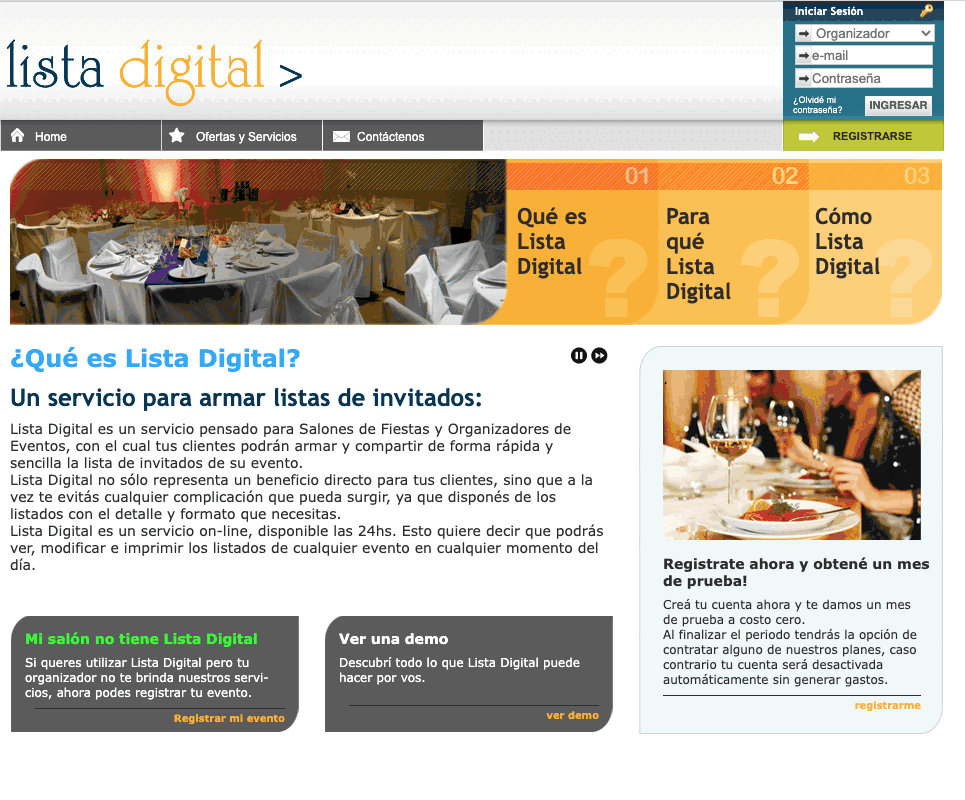 Iniciar Sesión
Organizador
e-mail
Contraseña
¿Olvidé mi
contraseña?
INGRESAR
REGISTRARSE
lista digital >
Home
Ofertas y Servicios
Contáctenos
01
Qué es
Lista
Digital
?
02
Para
qué
Lista
Digital
?
03
Cómo
Lista
Digital
?
¿Qué es Lista Digital?
Un servicio para armar listas de invitados:
Lista Digital es un servicio pensado para Salones de Fiestas y Organizadores de
Eventos, con el cual tus clientes podrán armar y compartir de forma rápida y
sencilla la lista de invitados de su evento.
Lista Digital no sólo representa un beneficio directo para tus clientes, sino que a la
vez te evitás cualquier complicación que pueda surgir, ya que disponés de los
listados con el detalle y formato que necesitas.
Lista Digital es un servicio on-line, disponible las 24hs. Esto quiere decir que podrás
ver, modificar e imprimir los listados de cualquier evento en cualquier momento del
día.
Mi salón no tiene Lista Digital
Si queres utilizar Lista Digital pero tu
organizador no te brinda nuestros servi-
cios, ahora podes registrar tu evento.
Registrar mi evento
Ver una demo
Descubrí todo lo que Lista Digital puede
hacer por vos.
ver demo
Registrate ahora y obtené un mes
de prueba!
Creá tu cuenta ahora y te damos un mes
de prueba a costo cero.
Al finalizar el periodo tendrás la opción de
contratar alguno de nuestros planes, caso
contrario tu cuenta será desactivada
automáticamente sin generar gastos.
registrarme